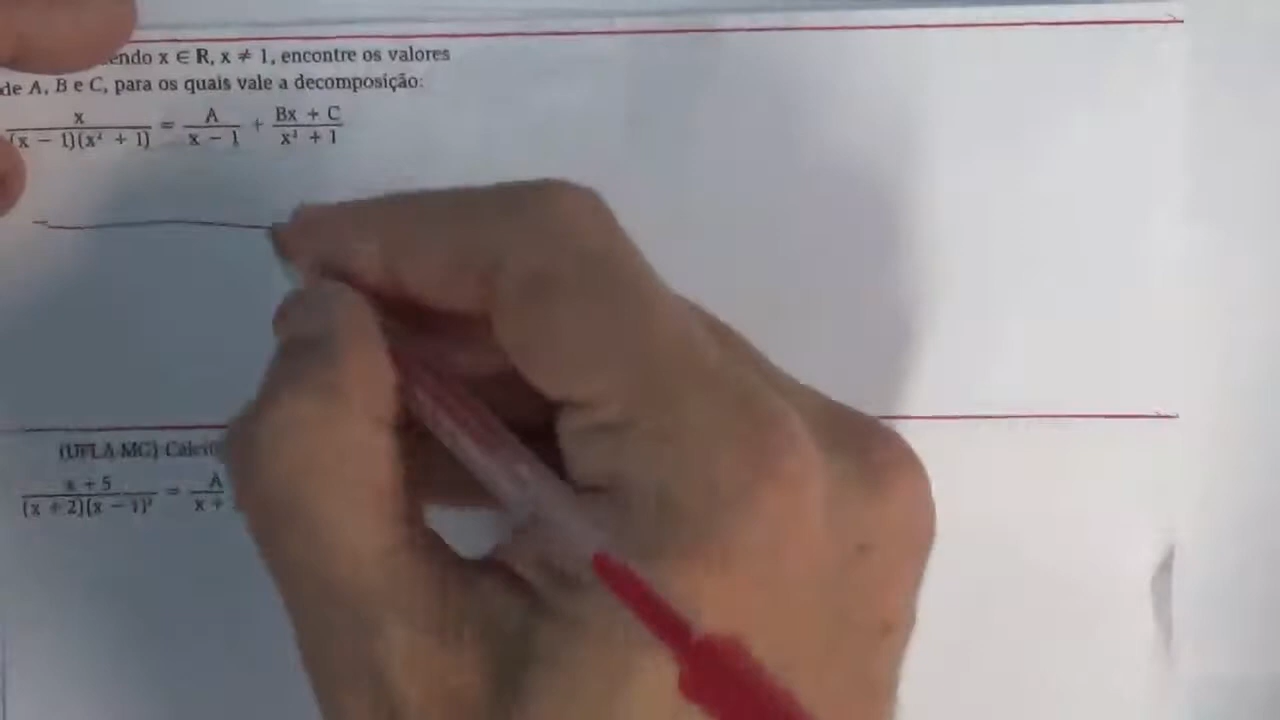 endo x ∈ R, x ≠ 1, encontre os valores
de A, B e C, para os quais vale a decomposição:
x/((x − 1)(x² + 1)) = A/(x − 1) + (Bx + C)/(x² + 1)
(UFLA-MG)
(x + 5)/((x + 2)(x − 1)²) = A/(x +